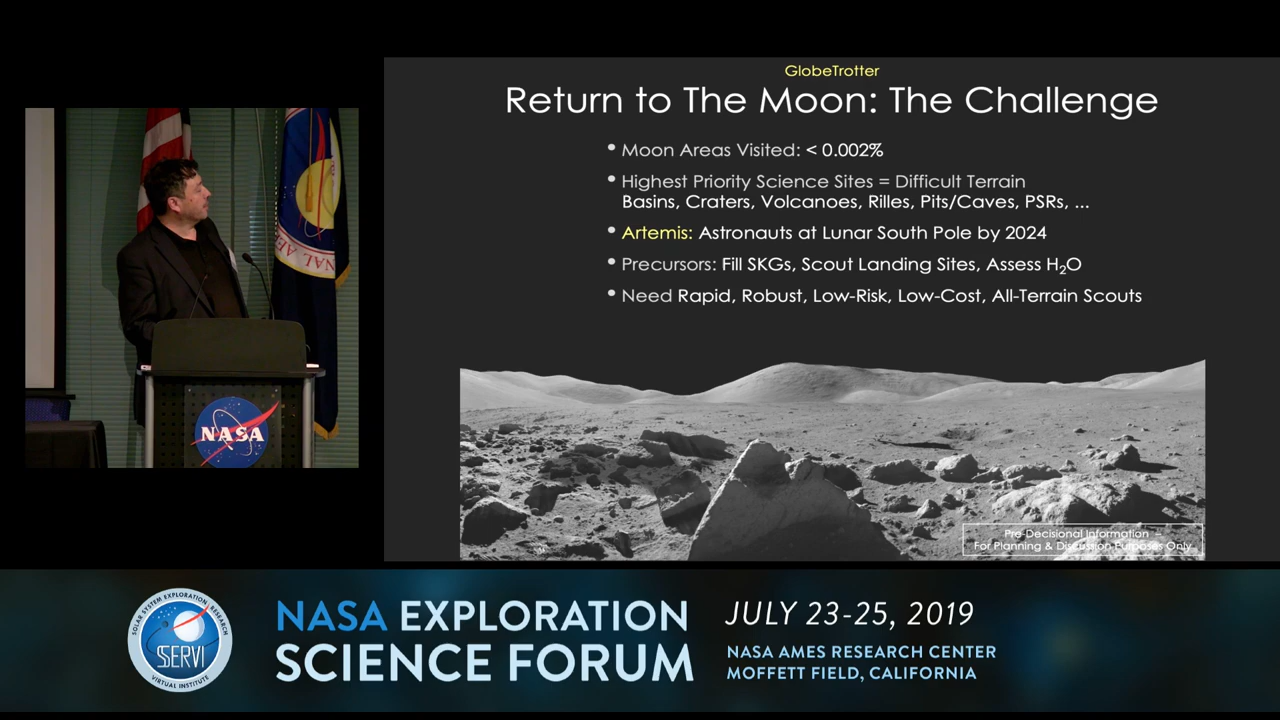 GlobeTrotter
Return to The Moon: The Challenge
• Moon Areas Visited: < 0.002%
• Highest Priority Science Sites = Difficult Terrain
Basins, Craters, Volcanoes, Rilles, Pits/Caves, PSRs, ...
• Artemis: Astronauts at Lunar South Pole by 2024
• Precursors: Fill SKGs, Scout Landing Sites, Assess H₂O
• Need Rapid, Robust, Low-Risk, Low-Cost, All-Terrain Scouts
Pre-Decisional Information –
For Planning & Discussion Purposes Only
NASA
SOLAR SYSTEM EXPLORATION RESEARCH
SSERVI
VIRTUAL INSTITUTE
NASA EXPLORATION
SCIENCE FORUM
JULY 23-25, 2019
NASA AMES RESEARCH CENTER
MOFFETT FIELD, CALIFORNIA